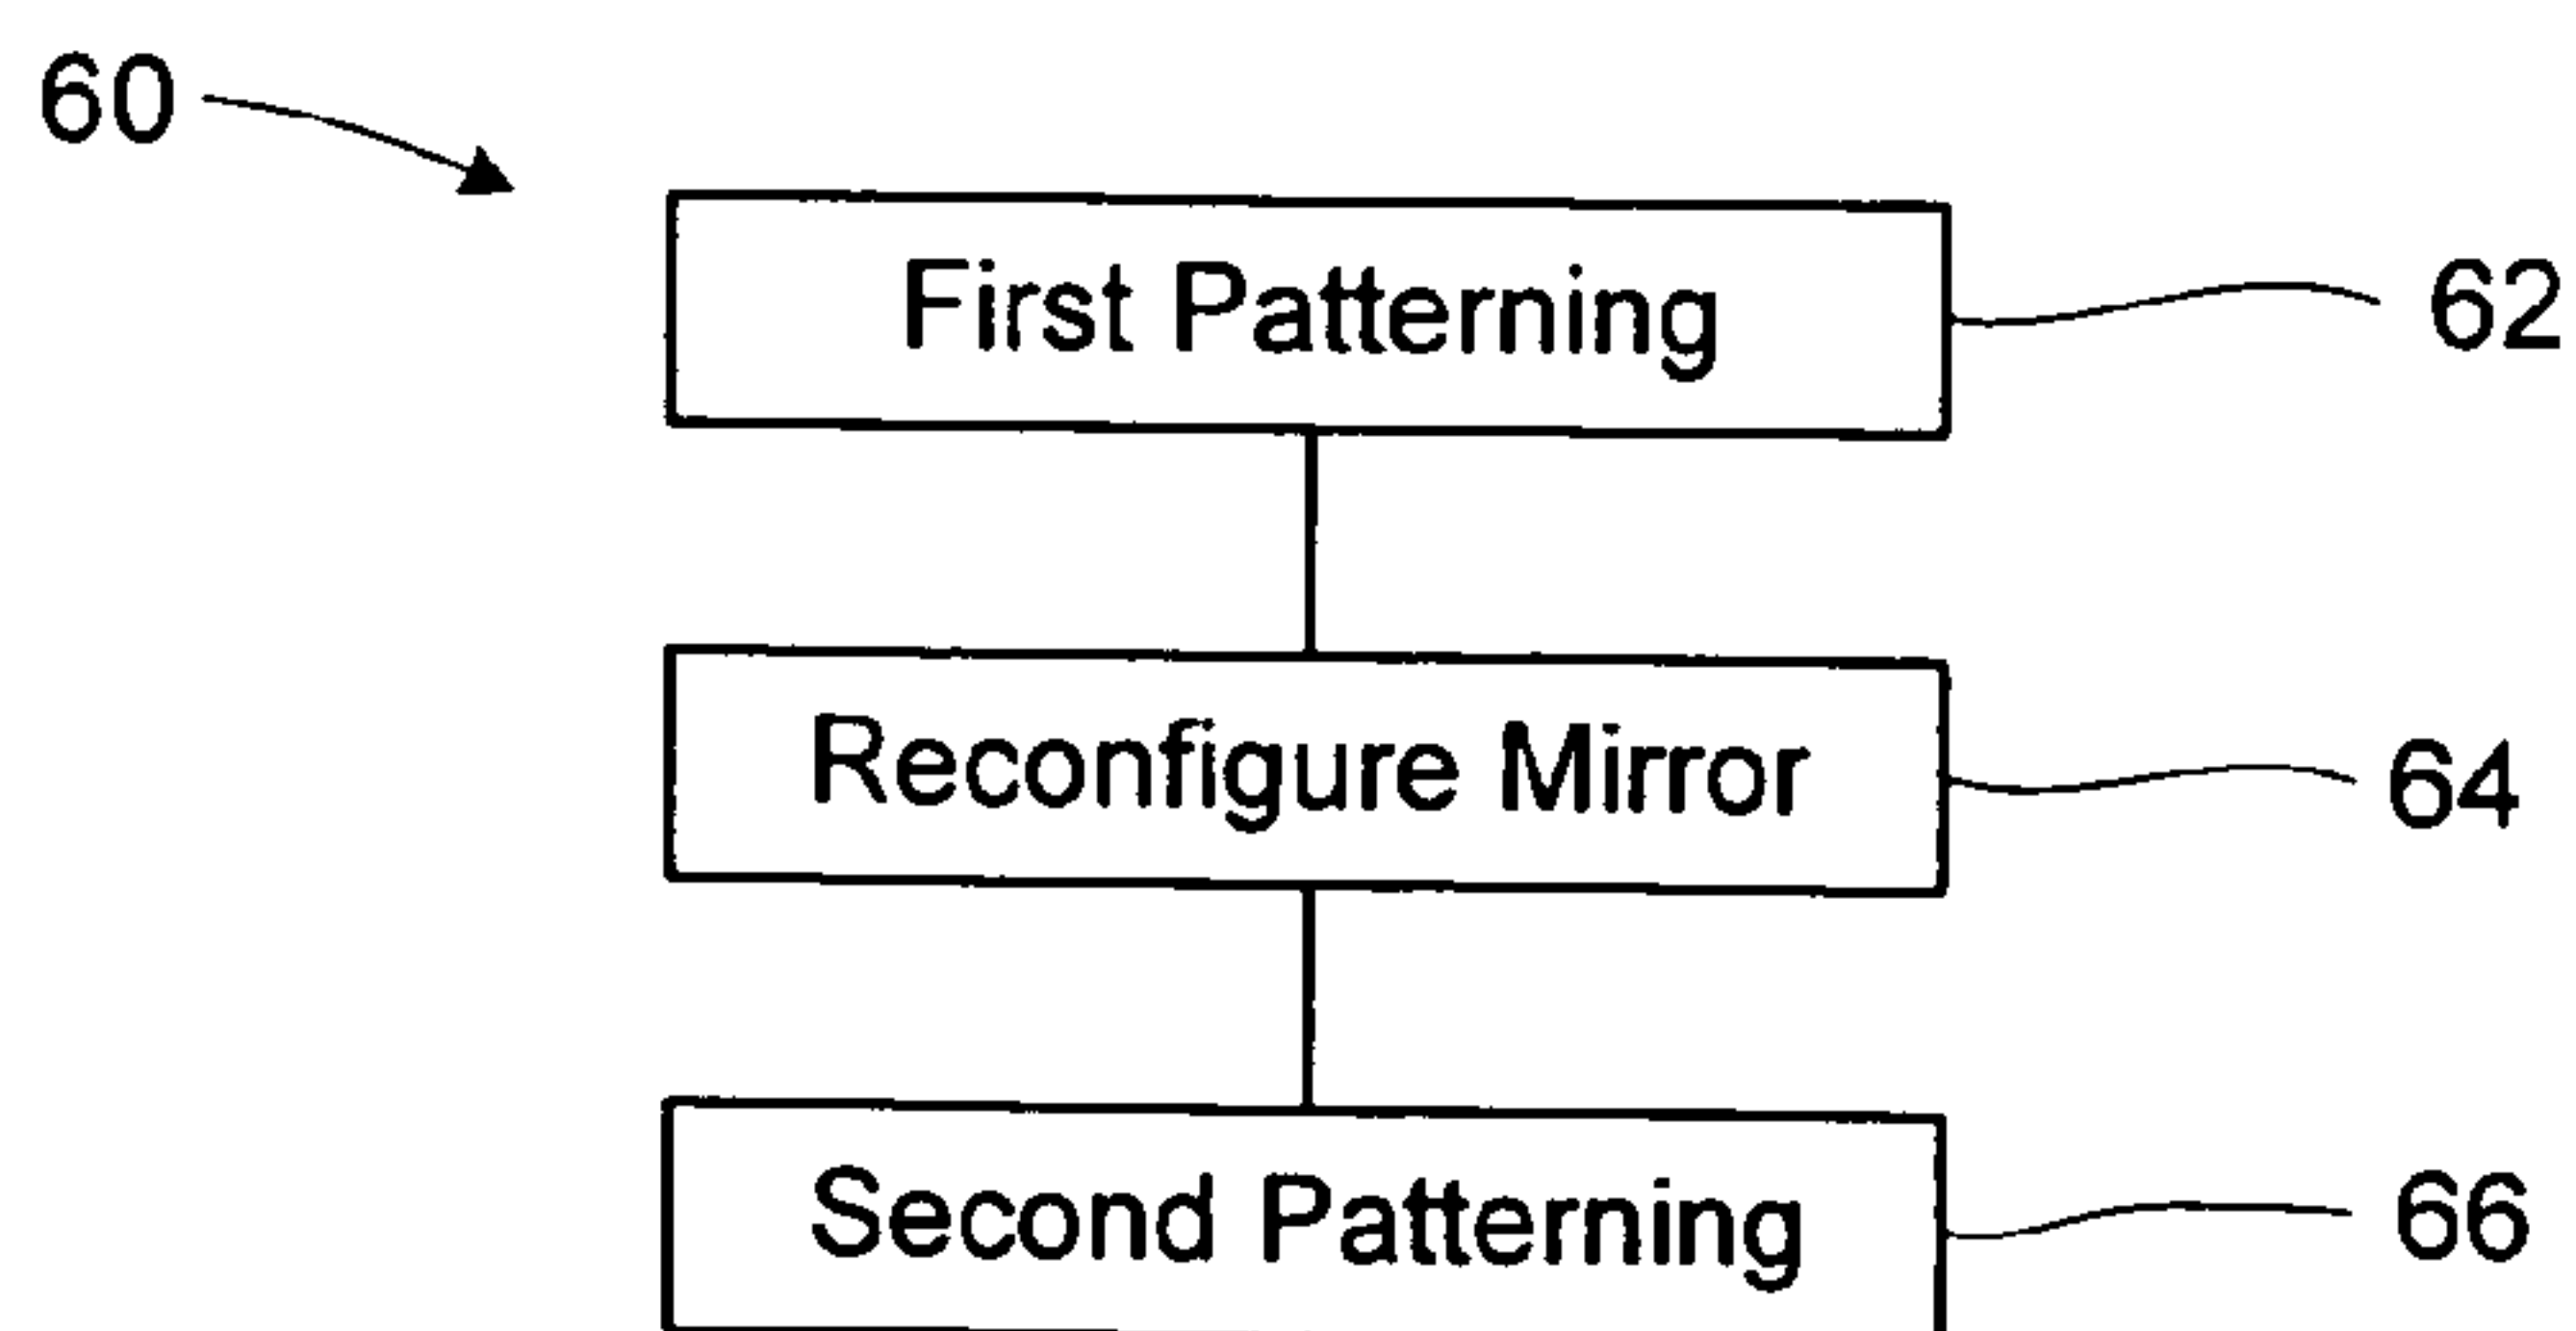 60
First Patterning
62
Reconfigure Mirror
64
Second Patterning
66